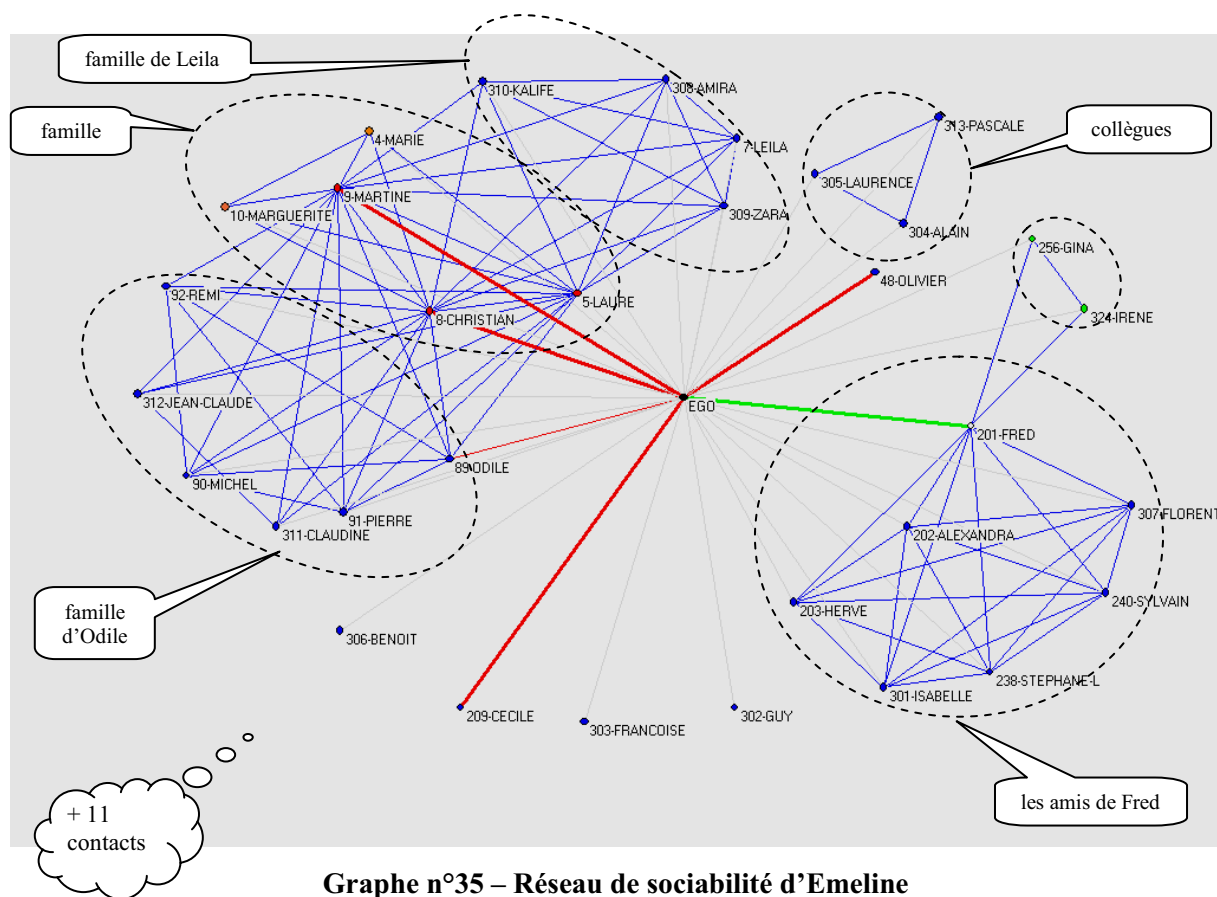 famille de Leila
310-KALIFE
308-AMIRA
famille
4-MARIE
7-LEILA
313-PASCALE
collègues
305-LAURENCE
9-MARTINE
10-MARGUERITE
309-ZARA
304-ALAIN
256-GINA
48-OLIVIER
92-REMI
5-LAURE
8-CHRISTIAN
324-IRENE
312-JEAN-CLAUDE
EGO
201-FRED
89-ODILE
90-MICHEL
91-PIERRE
311-CLAUDINE
307-FLORENT
202-ALEXANDRA
240-SYLVAIN
203-HERVE
famille
d’Odile
306-BENOIT
238-STEPHANE-L
301-ISABELLE
209-CECILE
303-FRANCOISE
302-GUY
les amis de Fred
+ 11
contacts
Graphe n°35 – Réseau de sociabilité d’Emeline